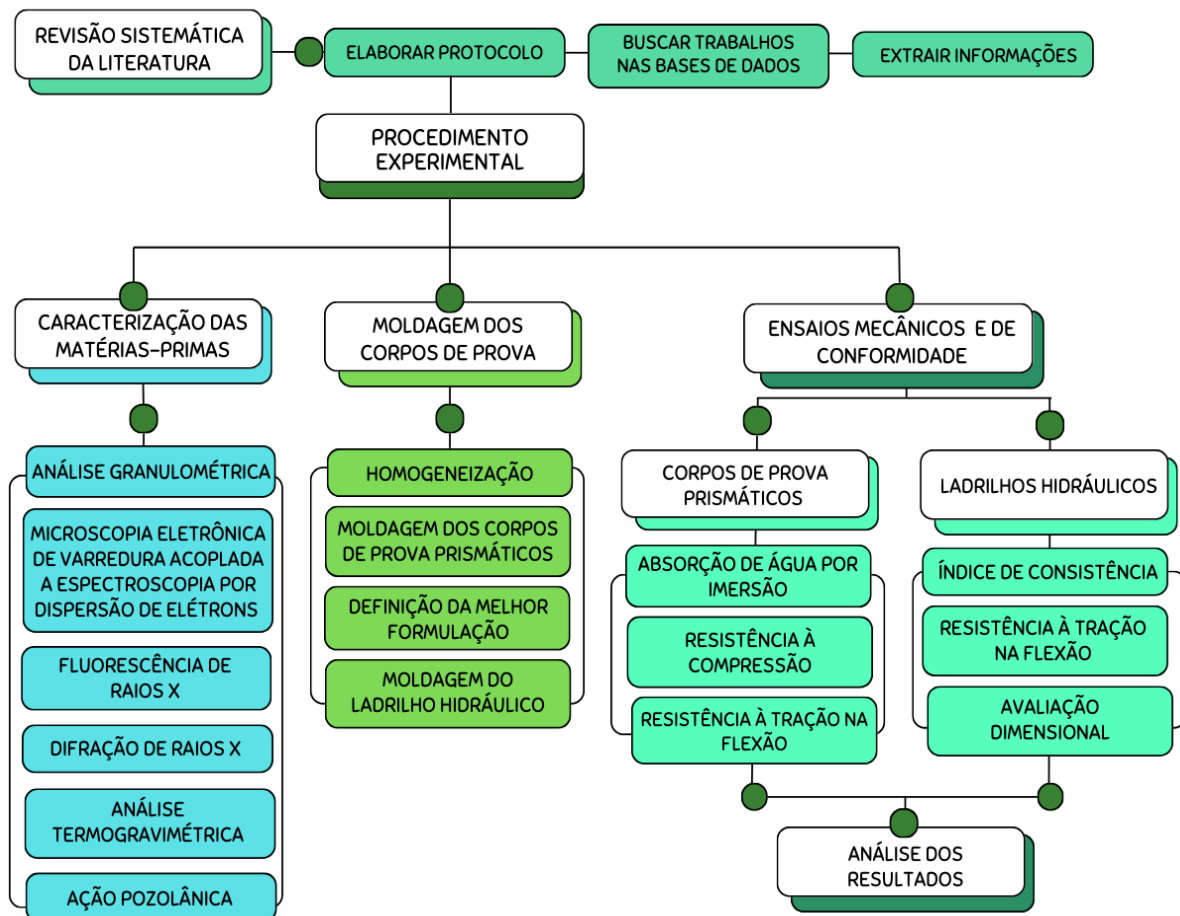 REVISÃO SISTEMÁTICA
DA LITERATURA
ELABORAR PROTOCOLO
BUSCAR TRABALHOS
NAS BASES DE DADOS
EXTRAIR INFORMAÇÕES
PROCEDIMENTO
EXPERIMENTAL
CARACTERIZAÇÃO DAS
MATÉRIAS-PRIMAS
ANÁLISE GRANULOMÉTRICA
MICROSCOPIA ELETRÔNICA
DE VARREDURA ACOPLADA
A ESPECTROSCOPIA POR
DISPERSÃO DE ELÉTRONS
FLUORESCÊNCIA DE
RAIOS X
DIFRAÇÃO DE RAIOS X
ANÁLISE
TERMOGRAVIMÉTRICA
AÇÃO POZOLÂNICA
MOLDAGEM DOS
CORPOS DE PROVA
HOMOGENEIZAÇÃO
MOLDAGEM DOS CORPOS
DE PROVA PRISMÁTICOS
DEFINIÇÃO DA MELHOR
FORMULAÇÃO
MOLDAGEM DO
LADRILHO HIDRÁULICO
ENSAIOS MECÂNICOS E DE
CONFORMIDADE
CORPOS DE PROVA
PRISMÁTICOS
ABSORÇÃO DE ÁGUA POR
IMERSÃO
RESISTÊNCIA À
COMPRESSÃO
RESISTÊNCIA À TRAÇÃO NA
FLEXÃO
LADRILHOS HIDRÁULICOS
ÍNDICE DE CONSISTÊNCIA
RESISTÊNCIA À TRAÇÃO
NA FLEXÃO
AVALIAÇÃO
DIMENSIONAL
ANÁLISE DOS
RESULTADOS